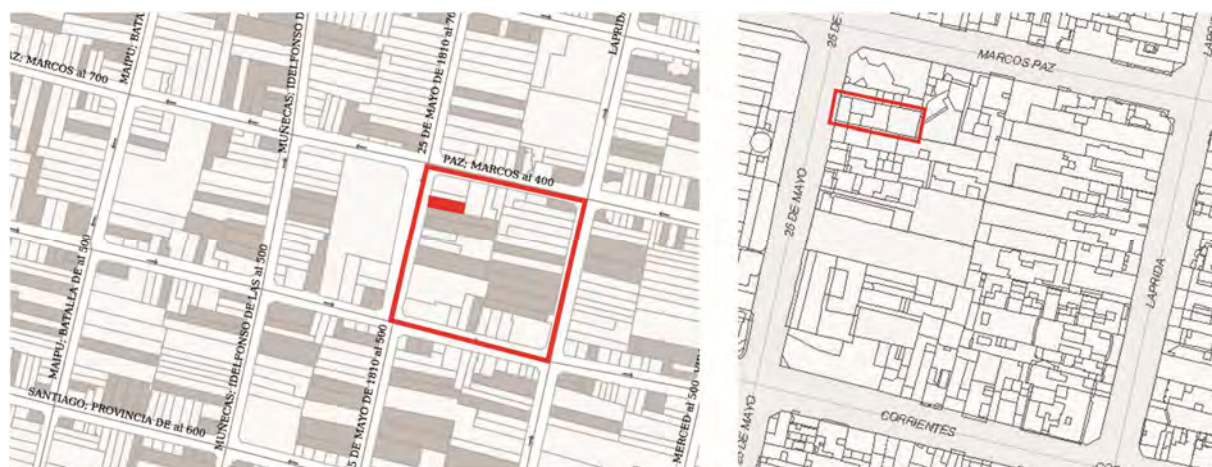 AZ; MARCOS al 700
MAIPU; BATA
MUÑECAS; IDELFONSO D
25 DE MAYO DE 1810 al 70
LAPRIDA
PAZ; MARCOS al 400
MAIPU; BATALLA DE al 500
MUÑECAS; IDELFONSO DE LAS al 500
5 DE MAYO DE 1810 al 500
MERCED al 500
SANTIAGO; PROVINCIA DE al 600
25 DE
MARCOS PAZ
25 DE MAYO
LAPRIDA
CORRIENTES
25 DE MAYO